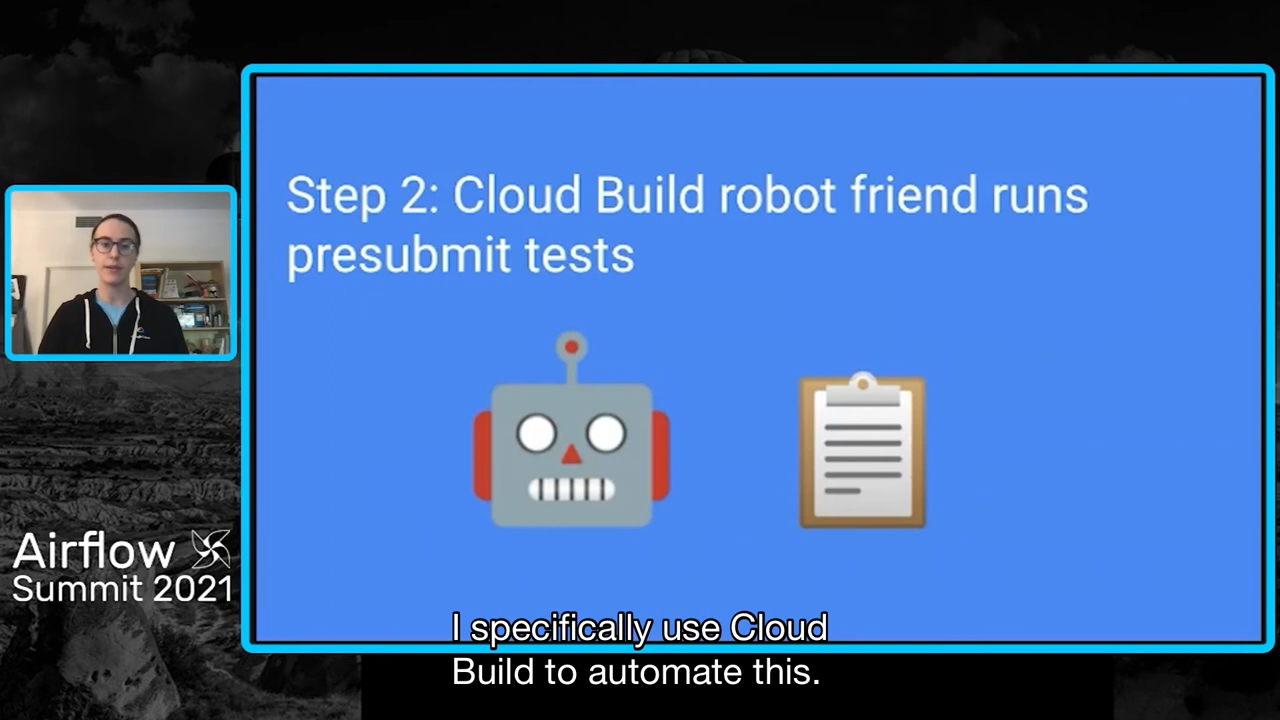 Step 2: Cloud Build robot friend runs
presubmit tests
Airflow
Summit 2021
I specifically use Cloud
Build to automate this.